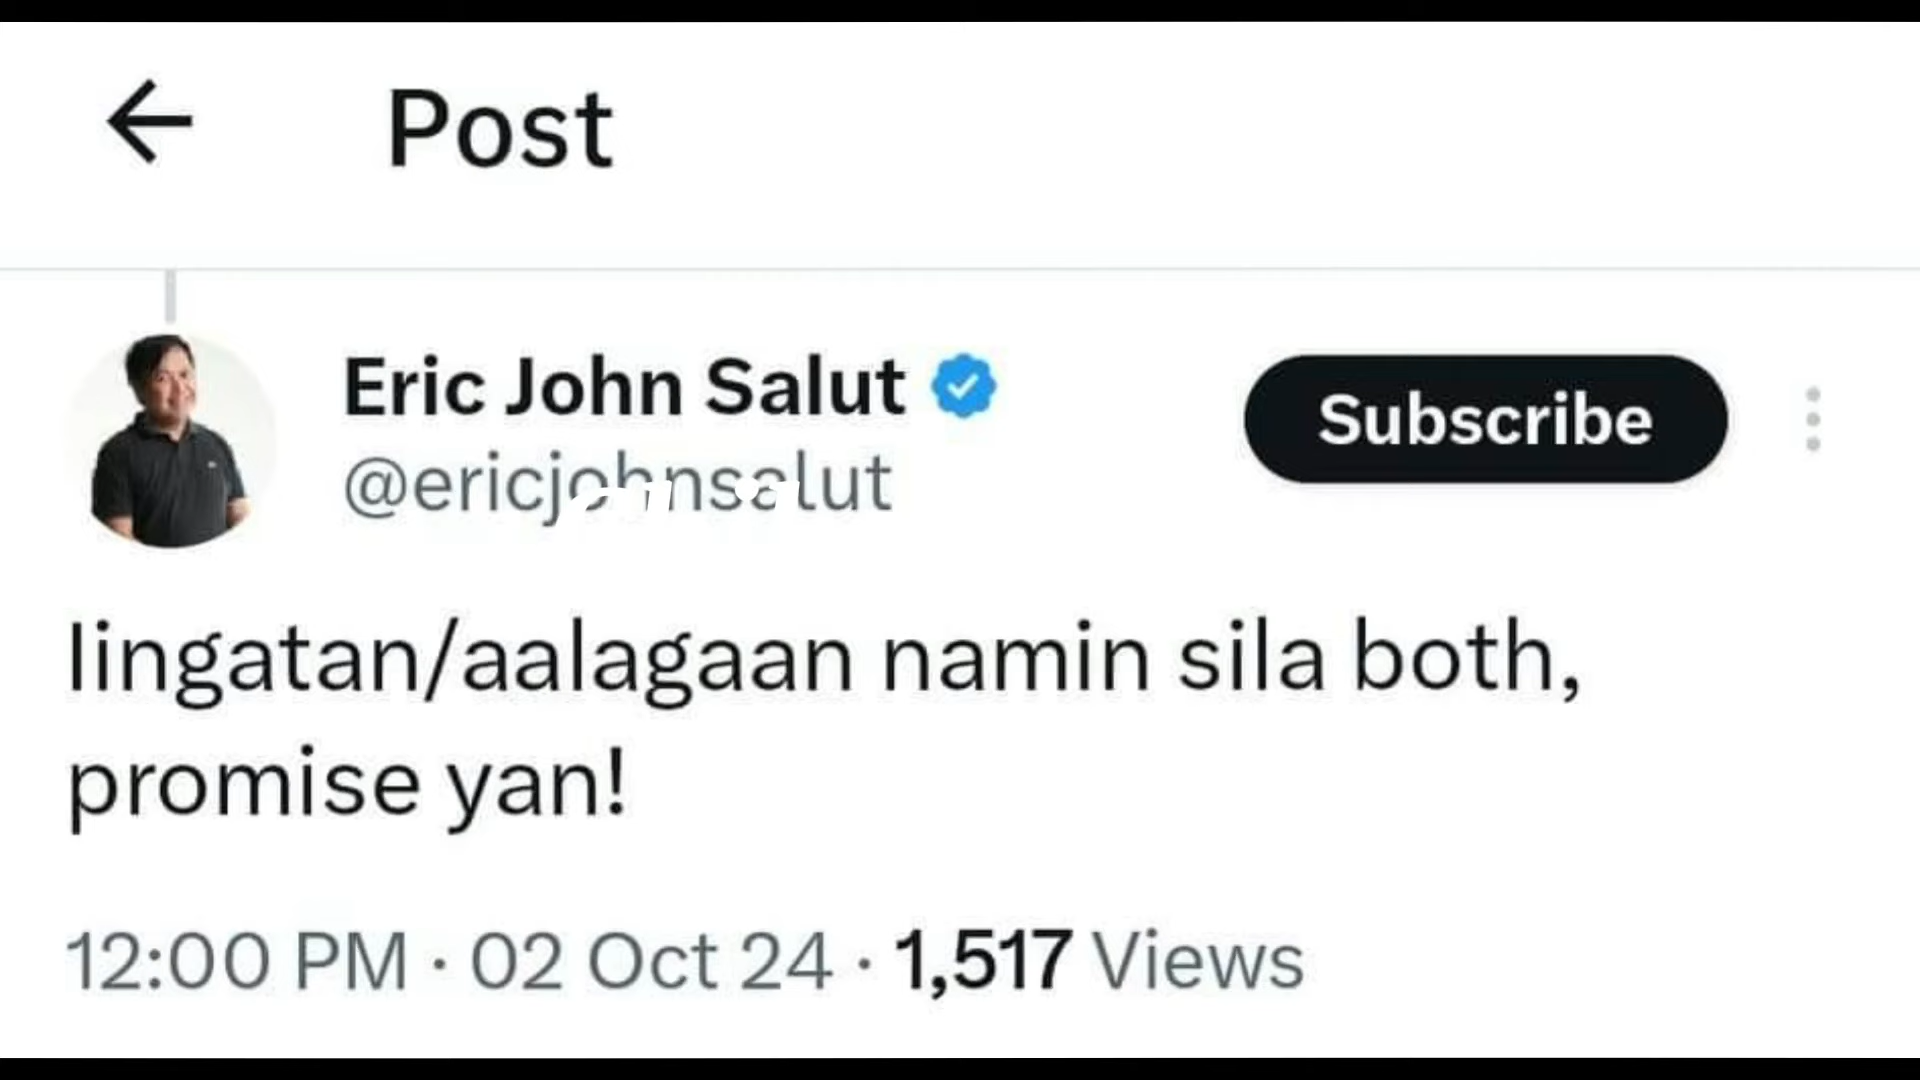 Post
Eric John Salut
Subscribe
@ericjohnsalut
Iingatan/aalagaan namin sila both,
promise yan!
12:00 PM · 02 Oct 24 · 1,517 Views